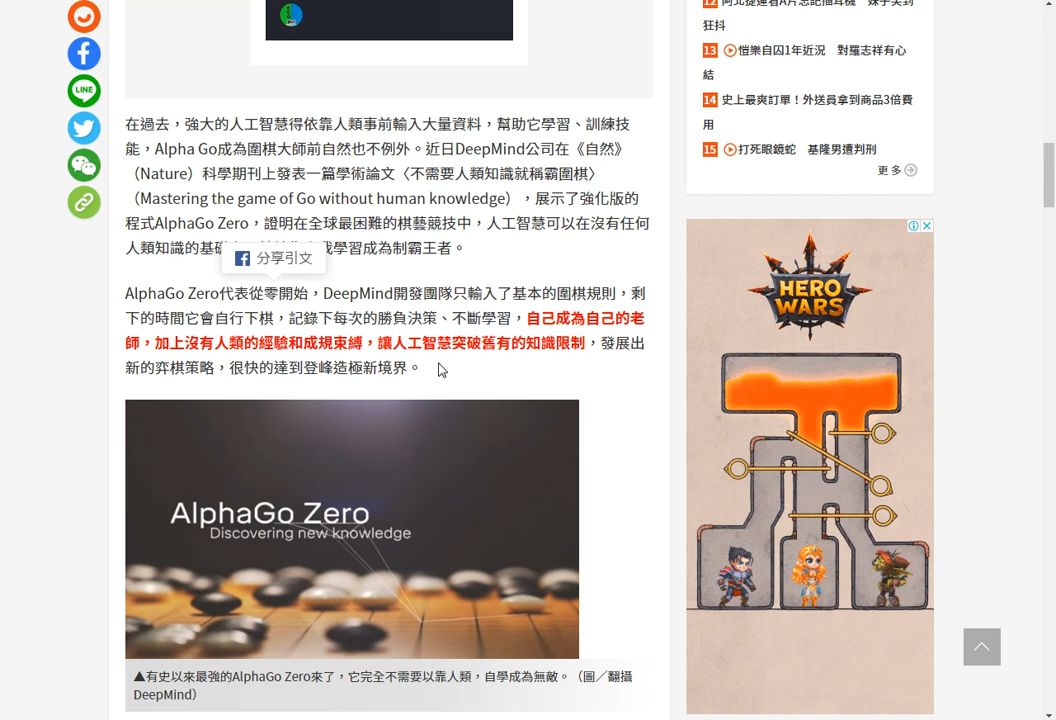 在過去，強大的人工智慧得依靠人類事前輸入大量資料，幫助它學習、訓練技
能，Alpha Go成為圍棋大師前自然也不例外。近日DeepMind公司在《自然》
（Nature）科學期刊上發表一篇學術論文〈不需要人類知識就稱霸圍棋〉
（Mastering the game of Go without human knowledge），展示了強化版的
程式AlphaGo Zero，證明在全球最困難的棋藝競技中，人工智慧可以在沒有任何
人類知識的基礎 我學習成為制霸王者。
分享引文
AlphaGo Zero代表從零開始，DeepMind開發團隊只輸入了基本的圍棋規則，剩
下的時間它會自行下棋，記錄下每次的勝負決策、不斷學習，自己成為自己的老
師，加上沒有人類的經驗和成規束縛，讓人工智慧突破舊有的知識限制，發展出
新的弈棋策略，很快的達到登峰造極新境界。
AlphaGo Zero
Discovering new knowledge
▲有史以來最強的AlphaGo Zero來了，它完全不需要以靠人類，自學成為無敵。（圖／翻攝
DeepMind）
LINE
狂抖
13 愷樂自囚1年近況 對羅志祥有心
結
14 史上最爽訂單！外送員拿到商品3倍費
用
15 打死眼鏡蛇 基隆男遭判刑
更多
HERO
WARS